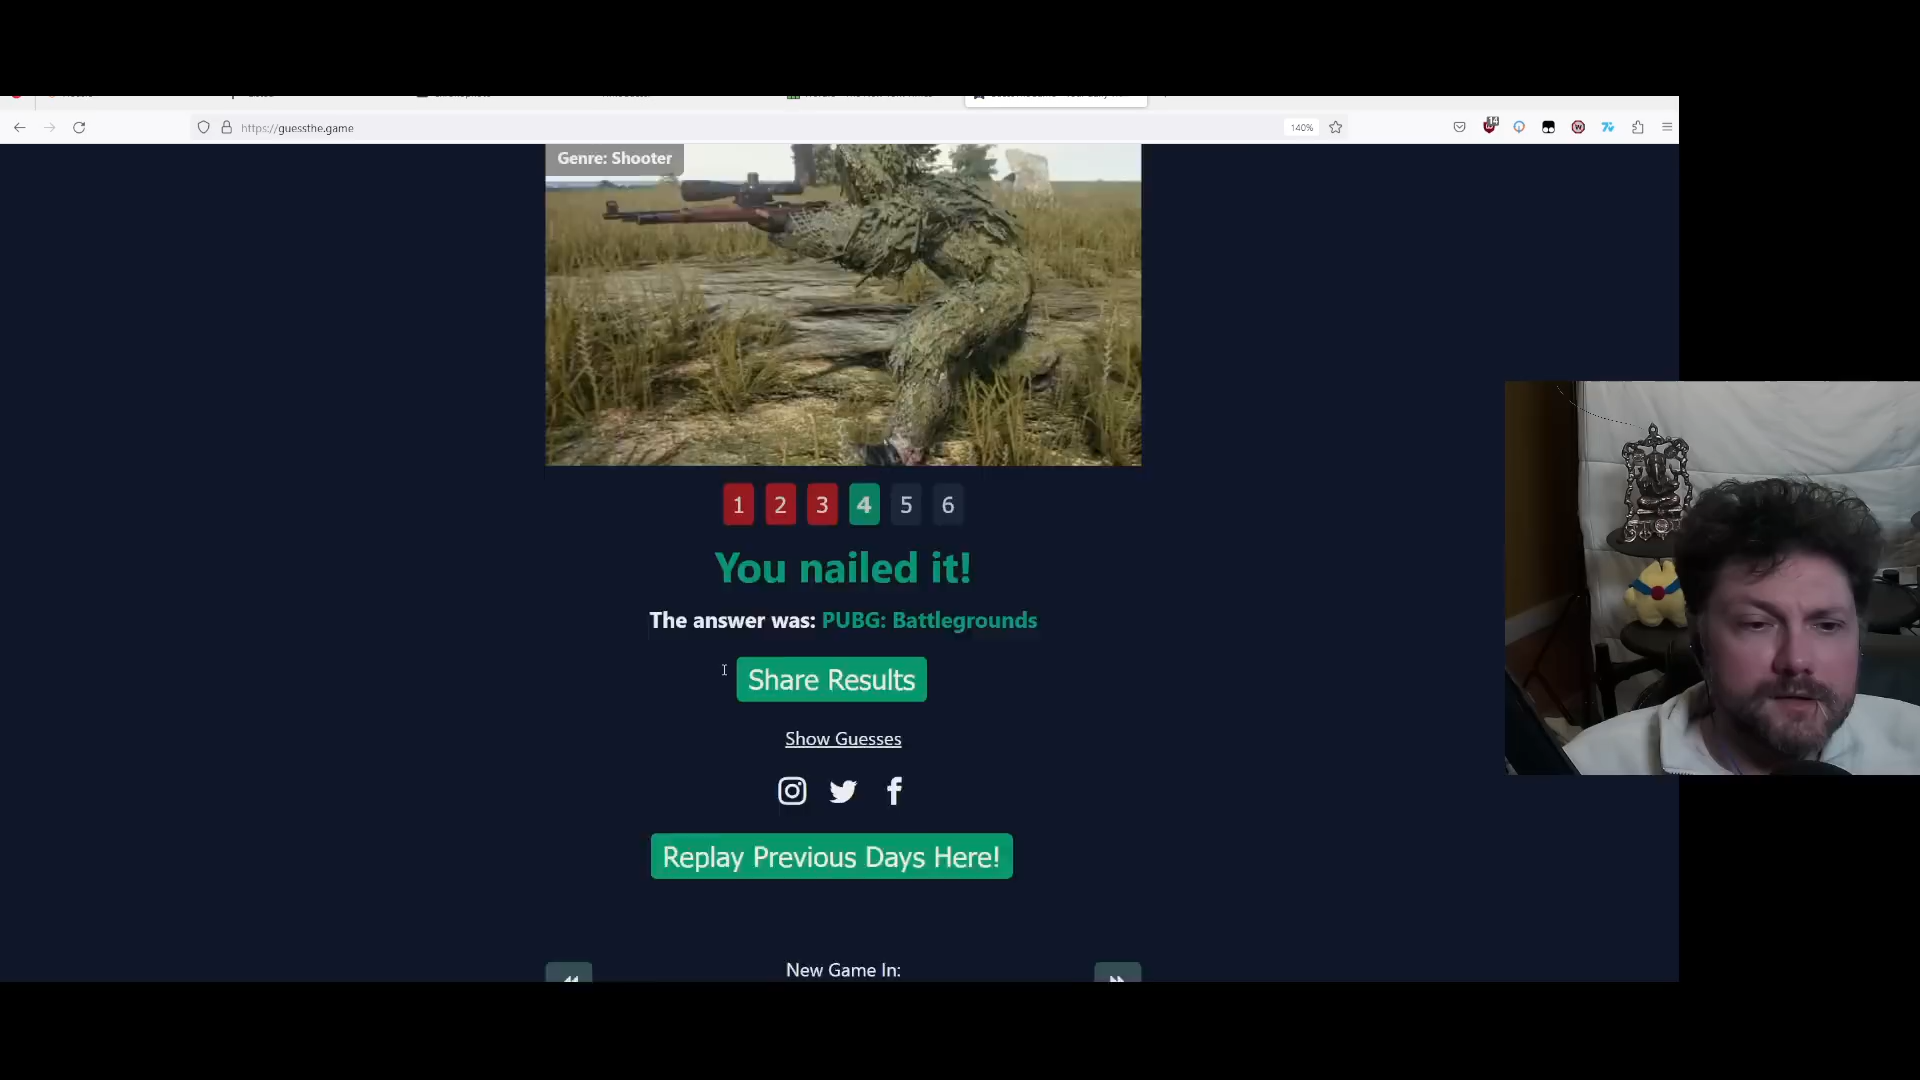 https://guessthe.game
140%
14
Genre: Shooter
1 2 3 4 5 6
You nailed it!
The answer was: PUBG: Battlegrounds
Share Results
Show Guesses
Replay Previous Days Here!
New Game In: